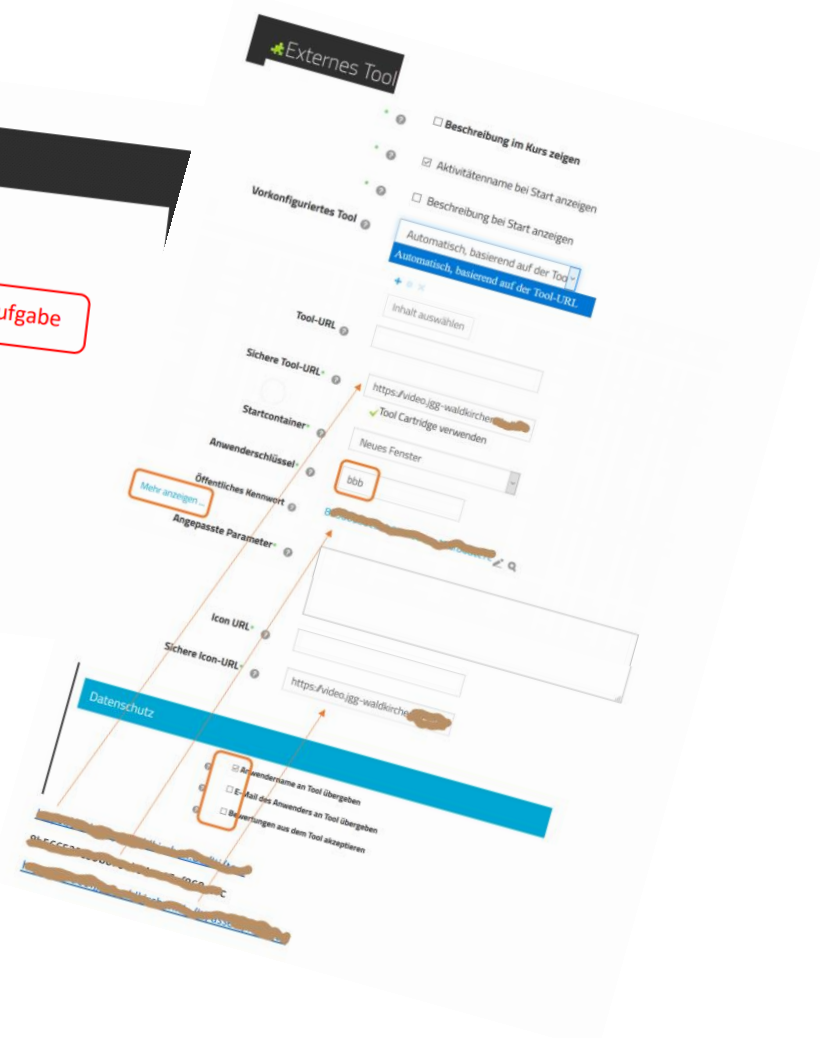 Externes Tool
Beschreibung im Kurs zeigen
Aktivitätenname bei Start anzeigen
Beschreibung bei Start anzeigen
Vorkonfiguriertes Tool
Automatisch, basierend auf der Too
Automatisch, basierend auf der Tool-URL
Inhalt auswählen
ufgabe
Tool-URL
Sichere Tool-URL*
https://video.jgg-waldkirche
Tool Cartridge verwenden
Startcontainer*
Neues Fenster
Anwenderschlüssel*
bbb
Öffentliches Kennwort
Mehr anzeigen ...
Angepasste Parameter*
Icon URL*
Sichere Icon-URL*
https://video.jgg-waldkirche
Datenschutz
Anwendername an Tool übergeben
E-Mail des Anwenders an Tool übergeben
Bewertungen aus dem Tool akzeptieren